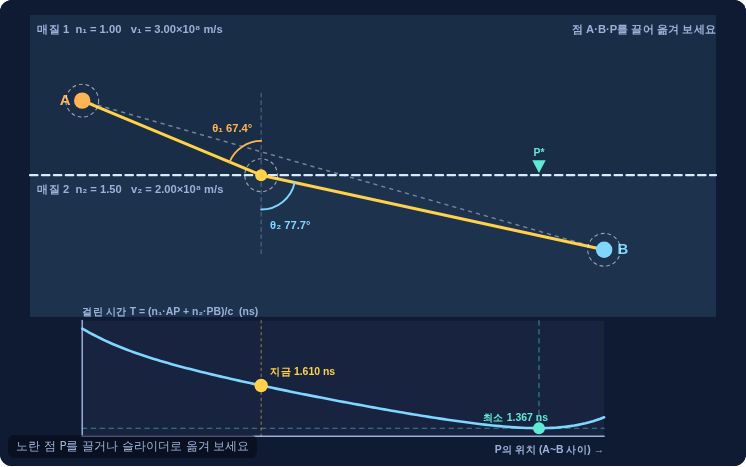 매질 1  n₁ = 1.00   v₁ = 3.00×10⁸ m/s
점 A·B·P를 끌어 옮겨 보세요
A
θ₁ 67.4°
P*
매질 2  n₂ = 1.50   v₂ = 2.00×10⁸ m/s
θ₂ 77.7°
B
걸린 시간 T = (n₁·AP + n₂·PB)/c  (ns)
지금 1.610 ns
최소 1.367 ns
노란 점 P를 끌거나 슬라이더로 옮겨 보세요
P의 위치 (A~B 사이) →